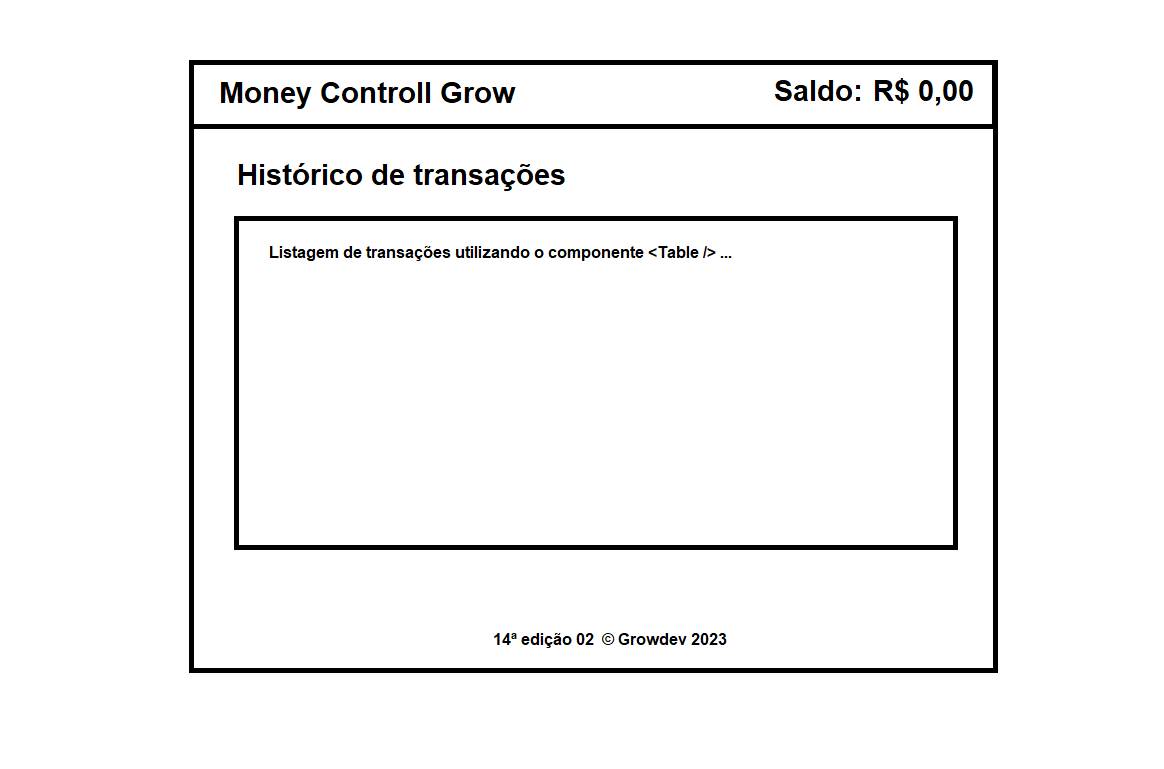 Money Controll Grow
Saldo: R$ 0,00
Histórico de transações
Listagem de transações utilizando o componente <Table /> ...
14ª edição 02 © Growdev 2023